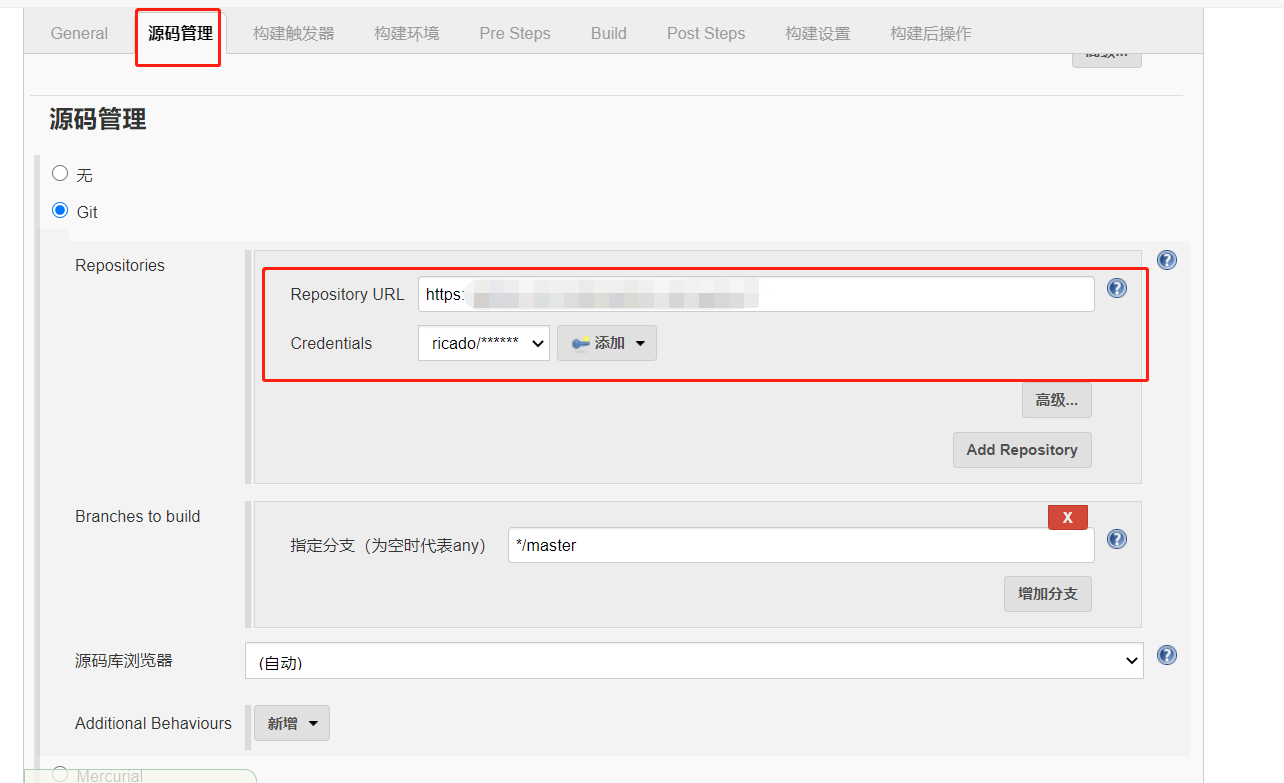 General 源码管理 构建触发器 构建环境 Pre Steps Build Post Steps 构建设置 构建后操作
高级...
源码管理
无
Git
Repositories
Repository URL https:
Credentials ricado/****** 添加
高级...
Add Repository
Branches to build
X
指定分支（为空时代表any） */master
增加分支
源码库浏览器 (自动)
Additional Behaviours 新增
Mercurial